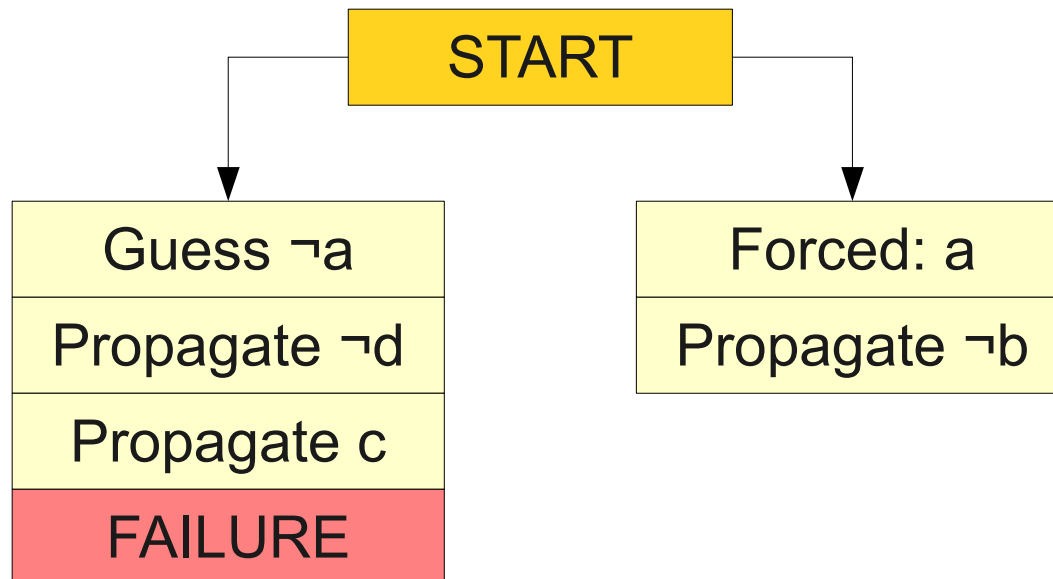 START
Guess ¬a
Propagate ¬d
Propagate c
FAILURE
Forced: a
Propagate ¬b